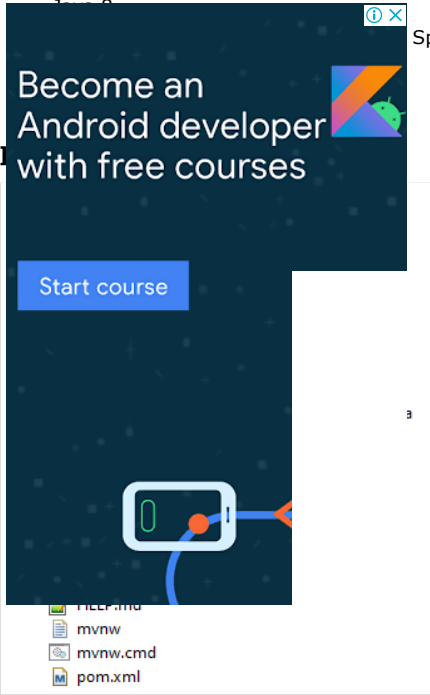 Sp
Become an
Android developer
with free courses
Start course
a
HELP.md
mvnw
mvnw.cmd
pom.xml